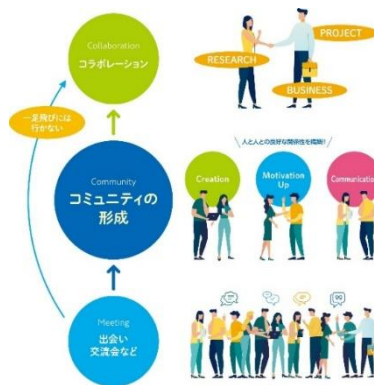 Collaboration
コラボレーション
PROJECT
RESEARCH
BUSINESS
一足飛びには
行かない
人と人との良好な関係性を構築!!
Community
コミュニティの
形成
Creation
Motivation
Up
Communication
Meeting
出会い
交流会など